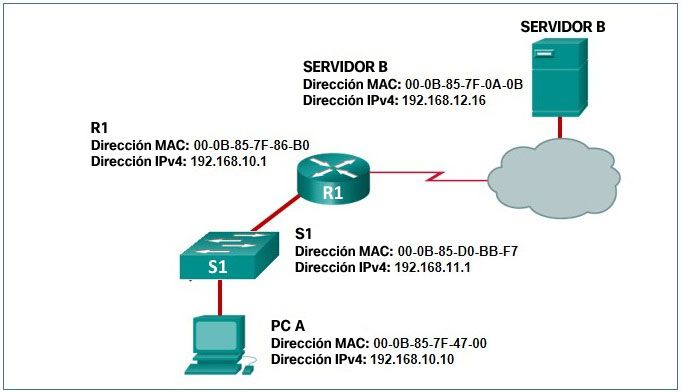 SERVIDOR B
SERVIDOR B
Dirección MAC: 00-0B-85-7F-0A-0B
Dirección IPv4: 192.168.12.16
R1
Dirección MAC: 00-0B-85-7F-86-B0
Dirección IPv4: 192.168.10.1
R1
S1
Dirección MAC: 00-0B-85-D0-BB-F7
Dirección IPv4: 192.168.11.1
S1
PC A
Dirección MAC: 00-0B-85-7F-47-00
Dirección IPv4: 192.168.10.10